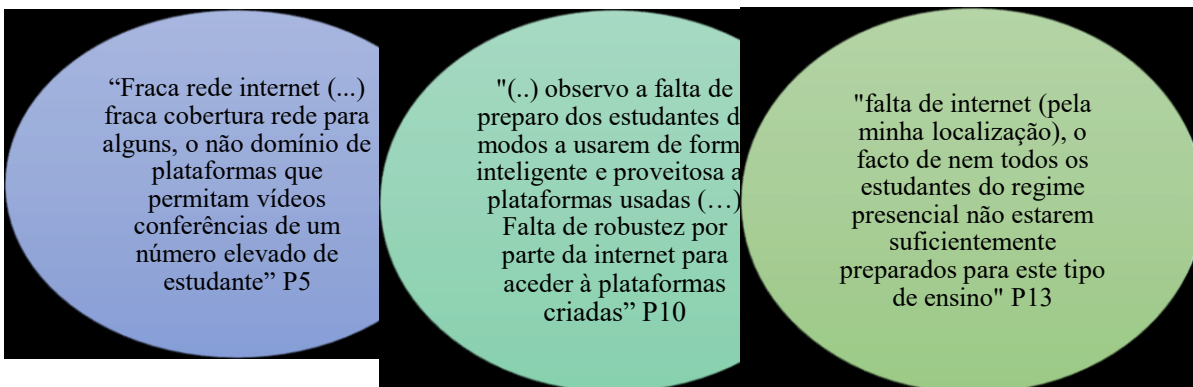 “Fraca rede internet (...)
fraca cobertura rede para
alguns, o não domínio de
plataformas que
permitam vídeos
conferências de um
número elevado de
estudante” P5
"(..) observo a falta de
preparo dos estudantes d
modos a usarem de form
inteligente e proveitosa a
plataformas usadas (…)
Falta de robustez por
parte da internet para
aceder à plataformas
criadas” P10
"falta de internet (pela
minha localização), o
facto de nem todos os
estudantes do regime
presencial não estarem
suficientemente
preparados para este tipo
de ensino" P13